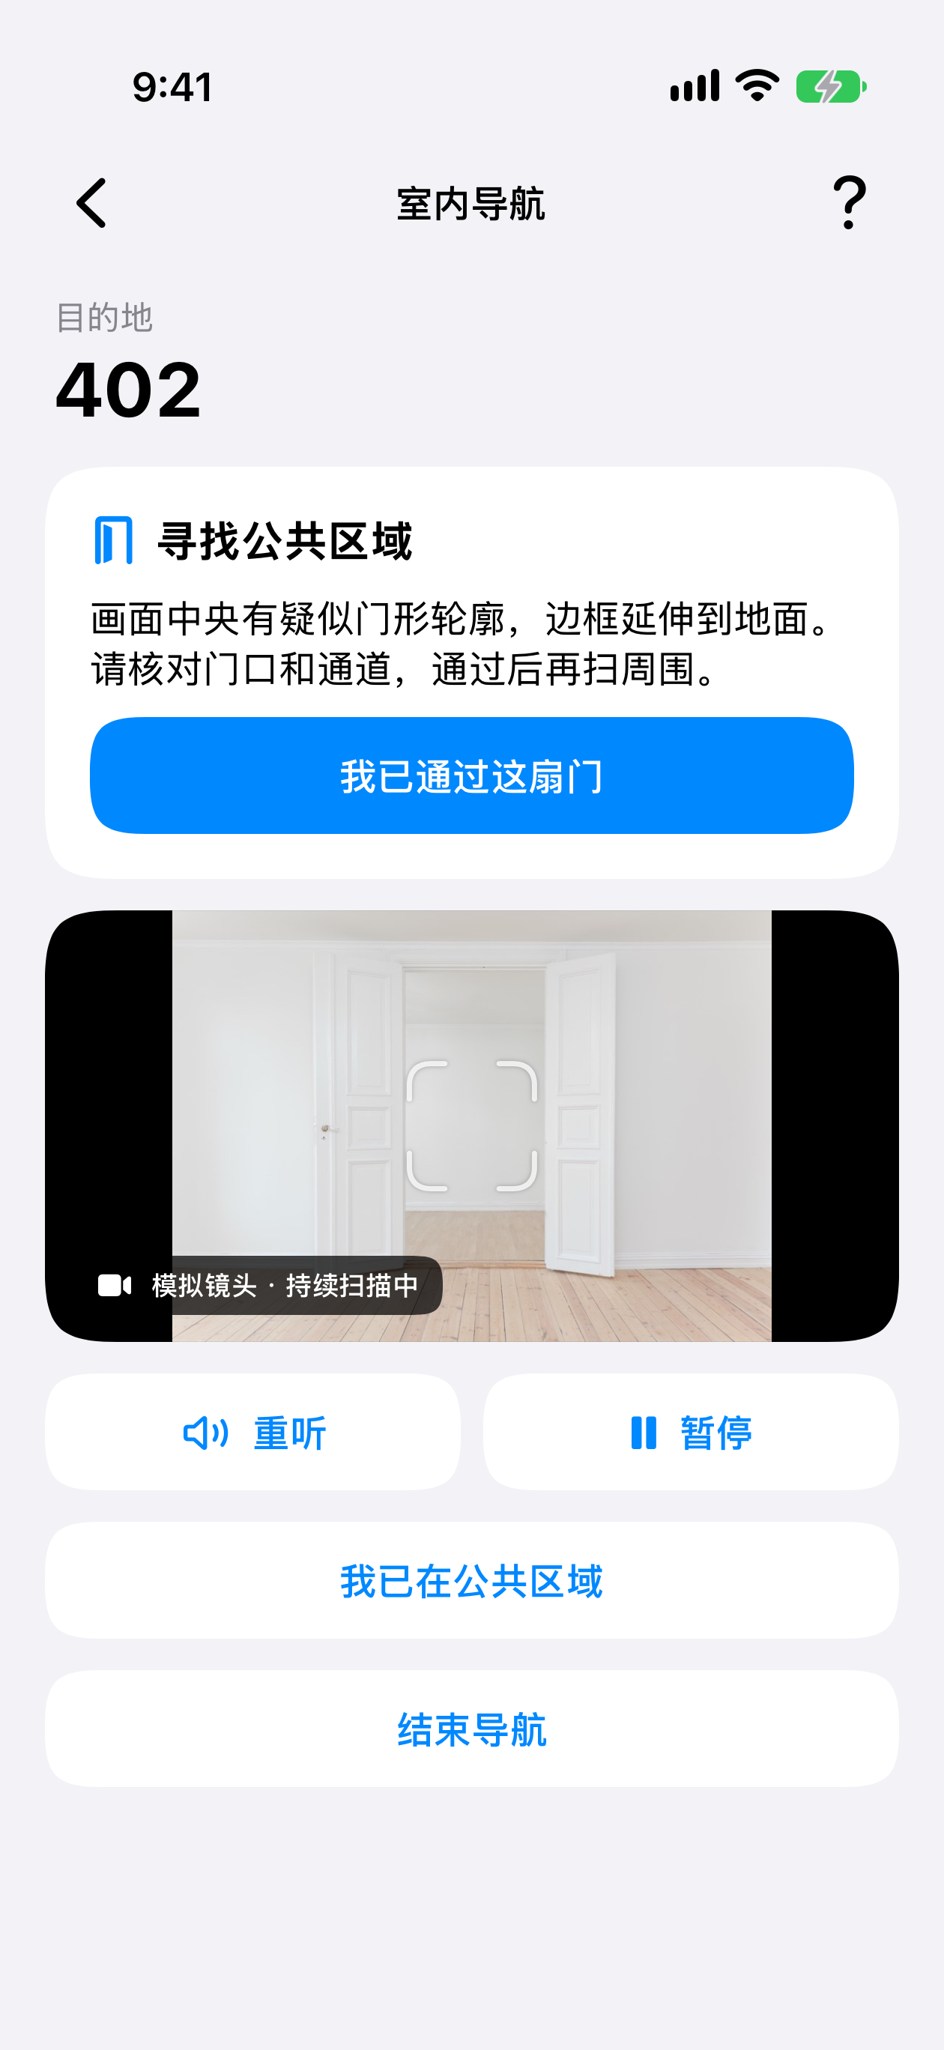 9:41
室内导航
目的地
402
寻找公共区域
画面中央有疑似门形轮廓，边框延伸到地面。
请核对门口和通道，通过后再扫周围。
我已通过这扇门
模拟镜头 · 持续扫描中
重听
暂停
我已在公共区域
结束导航